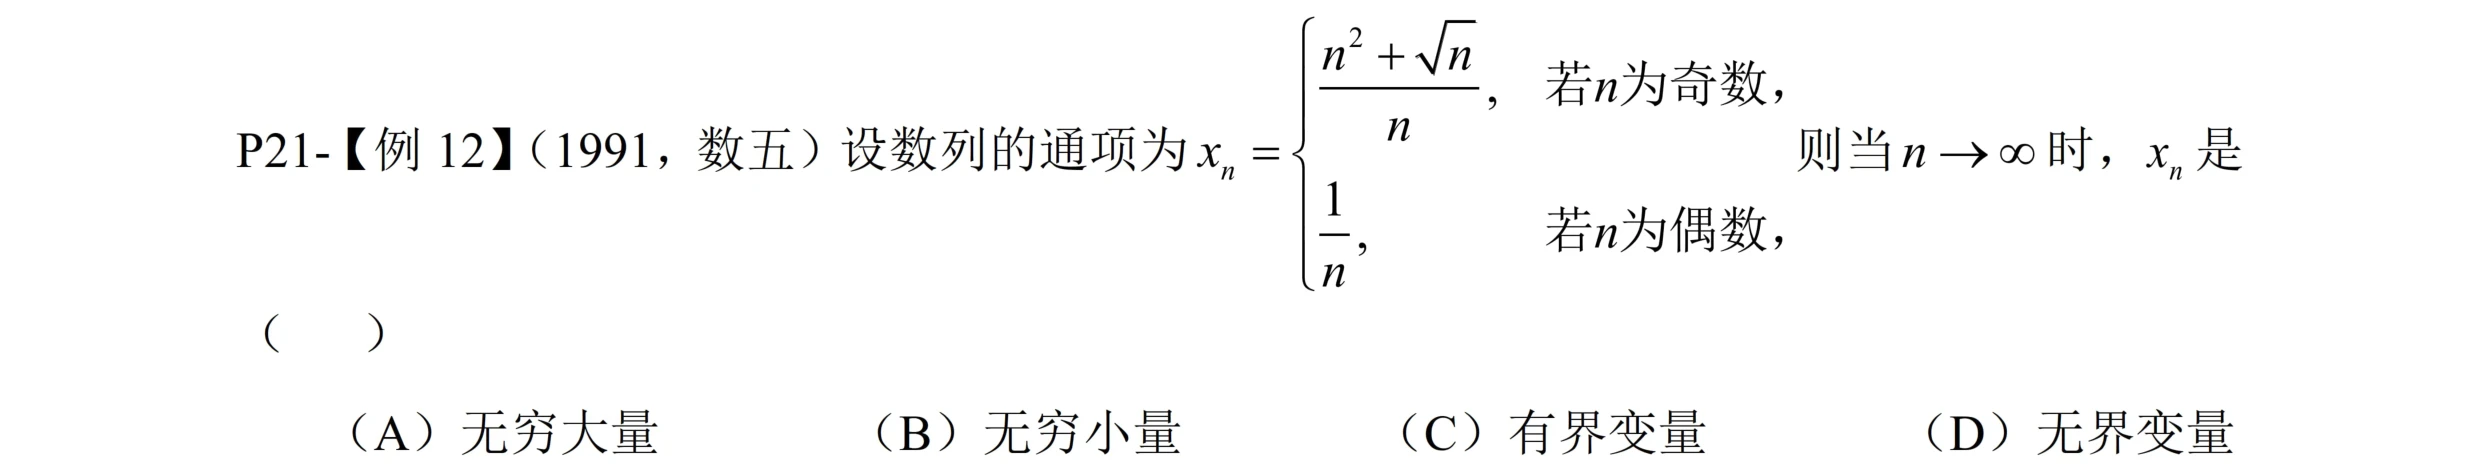 P21-【例 12】（1991，数五）设数列的通项为 $x_n = \begin{cases} \dfrac{n^2+\sqrt{n}}{n}, & 若n为奇数， \\ \dfrac{1}{n}, & 若n为偶数， \end{cases}$ 则当 $n \to \infty$ 时，$x_n$ 是
（　　）
（A）无穷大量　（B）无穷小量　（C）有界变量　（D）无界变量